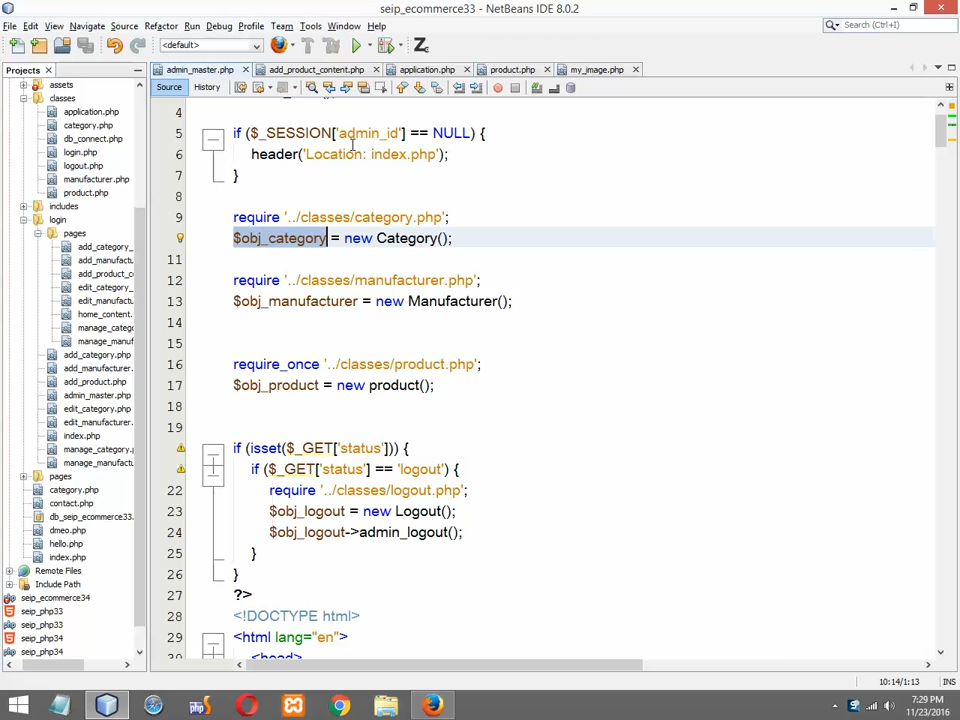 seip_ecommerce33 - NetBeans IDE 8.0.2
File Edit View Navigate Source Refactor Run Debug Profile Team Tools Window Help
Search (Ctrl+I)
<default>
Projects
admin_master.php
add_product_content.php
application.php
product.php
my_image.php
Source History
assets
classes
application.php
category.php
db_connect.php
login.php
logout.php
manufacturer.php
product.php
includes
login
pages
add_category_
add_manufactu
add_product_c
edit_category_
edit_manufactu
home_content.
manage_catego
manage_manuf
add_category.php
add_manufacturer.
add_product.php
admin_master.php
edit_category.php
edit_manufacturer.
index.php
manage_category.
manage_manufact
pages
category.php
contact.php
db_seip_ecommerce33.
dmeo.php
hello.php
index.php
Remote Files
Include Path
seip_ecommerce34
seip_php33
seip_php33
seip_php34
seip_php34
4
5 if ($_SESSION['admin_id'] == NULL) {
6 header('Location: index.php');
7 }
8
9 require '../classes/category.php';
$obj_category = new Category();
11
12 require '../classes/manufacturer.php';
13 $obj_manufacturer = new Manufacturer();
14
15
16 require_once '../classes/product.php';
17 $obj_product = new product();
18
19
if (isset($_GET['status'])) {
if ($_GET['status'] == 'logout') {
22 require '../classes/logout.php';
23 $obj_logout = new Logout();
24 $obj_logout->admin_logout();
25 }
26 }
27 ?>
28 <!DOCTYPE html>
29 <html lang="en">
30 <head>
10:14/1:13 INS
7:29 PM
11/23/2016